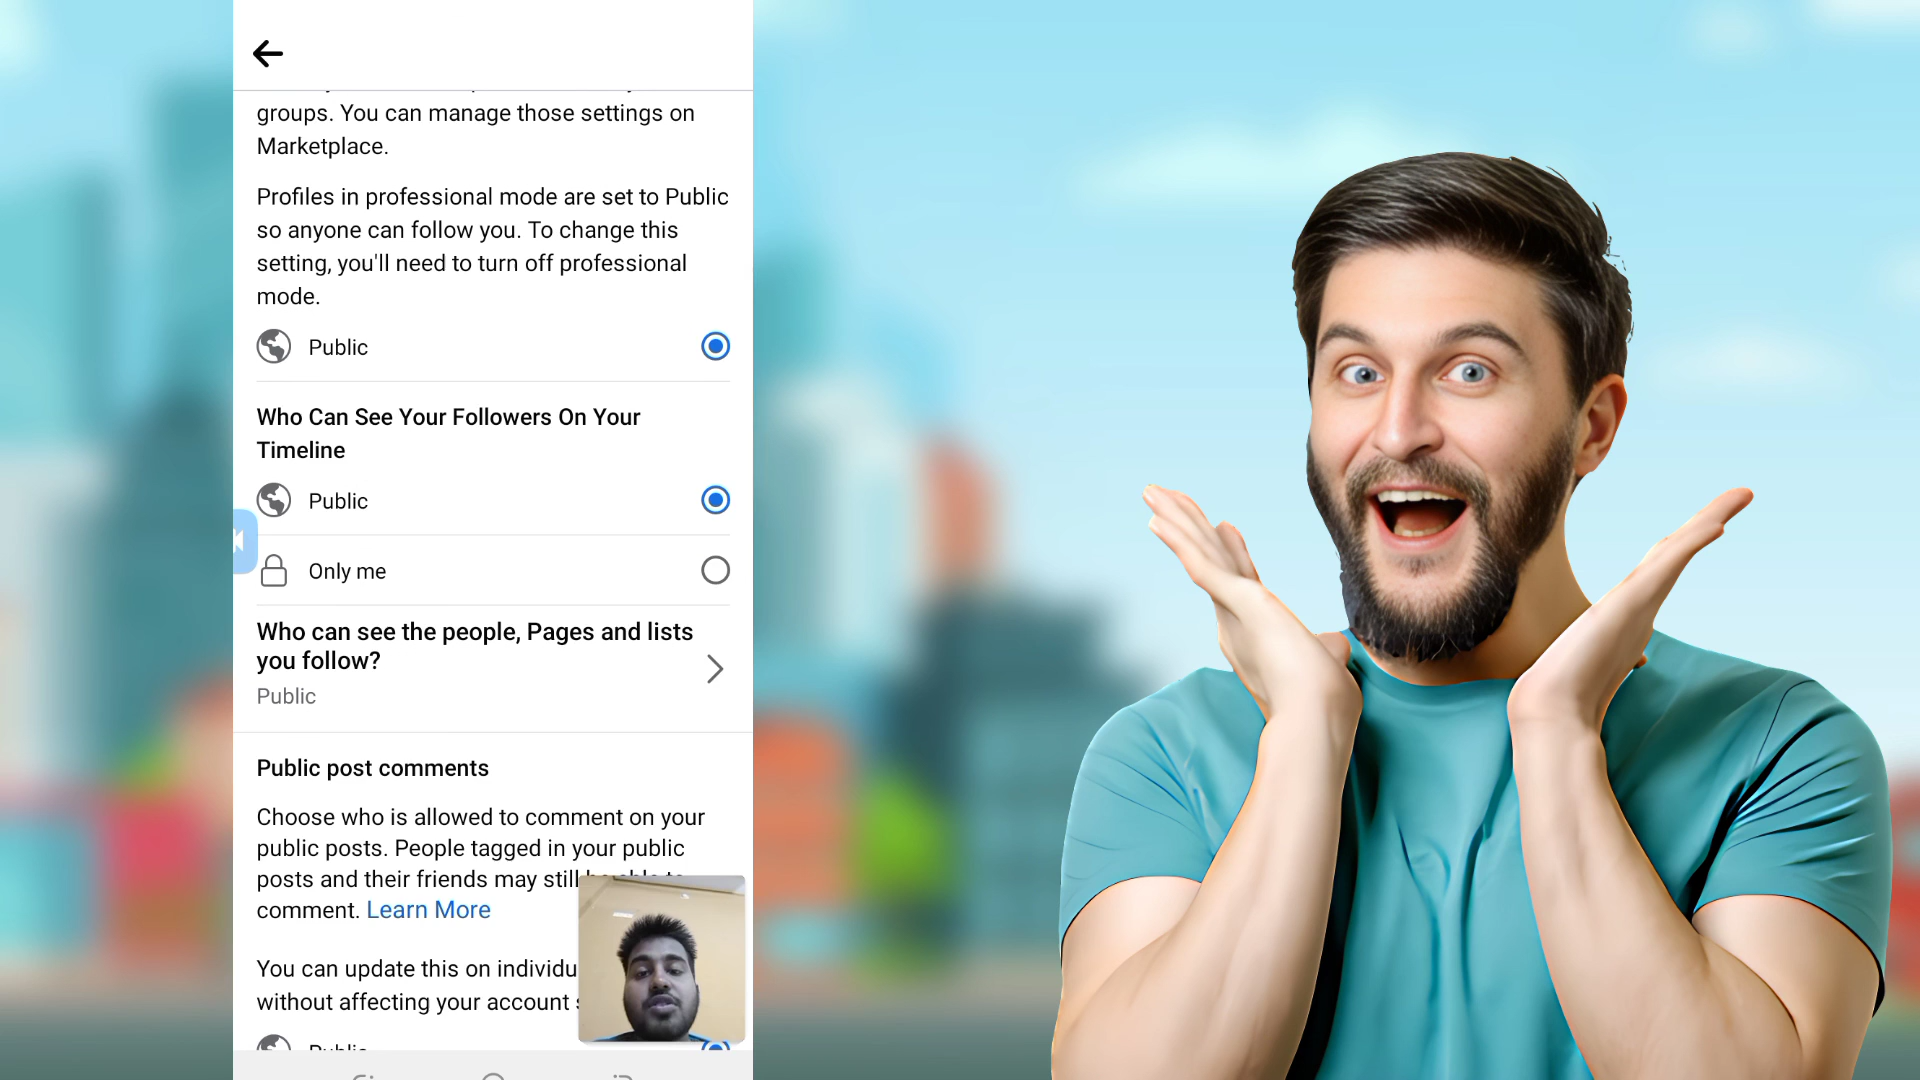 groups. You can manage those settings on
Marketplace.
Profiles in professional mode are set to Public
so anyone can follow you. To change this
setting, you'll need to turn off professional
mode.
Public
Who Can See Your Followers On Your
Timeline
Public
Only me
Who can see the people, Pages and lists
you follow?
Public
Public post comments
Choose who is allowed to comment on your
public posts. People tagged in your public
posts and their friends may still be able to
comment. Learn More
You can update this on individu
without affecting your account
Public